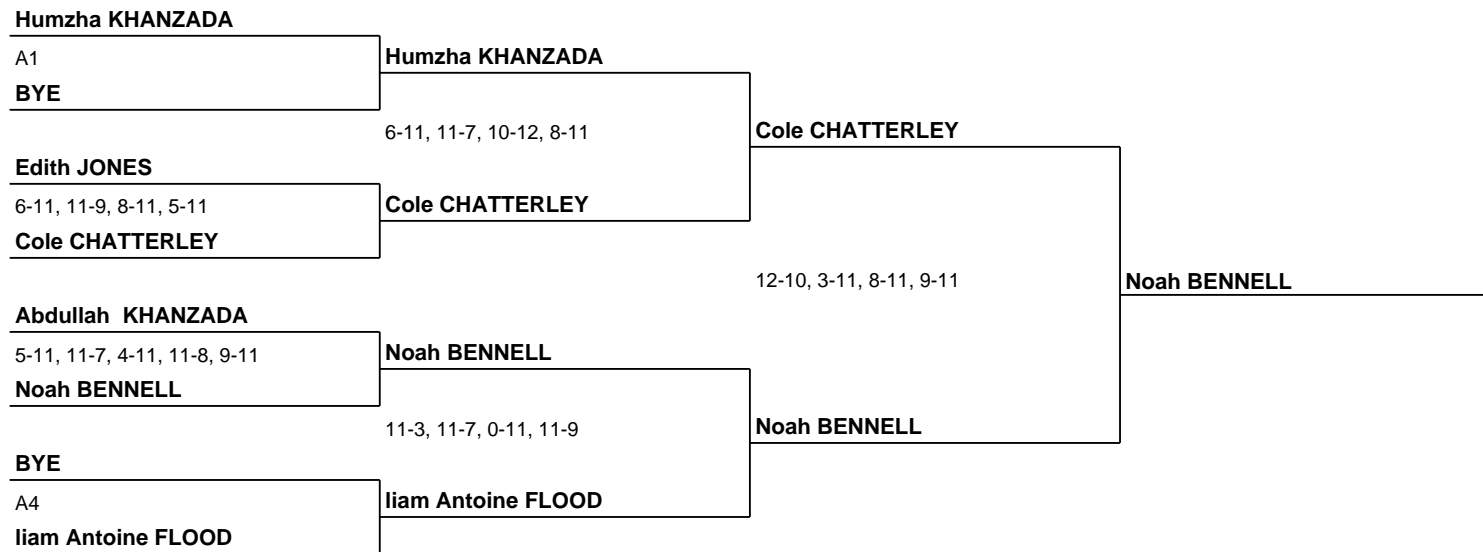 Humzha KHANZADA
A1
BYE
Humzha KHANZADA
6-11, 11-7, 10-12, 8-11
Cole CHATTERLEY
Edith JONES
6-11, 11-9, 8-11, 5-11
Cole CHATTERLEY
Cole CHATTERLEY
12-10, 3-11, 8-11, 9-11
Noah BENNELL
Abdullah  KHANZADA
5-11, 11-7, 4-11, 11-8, 9-11
Noah BENNELL
Noah BENNELL
11-3, 11-7, 0-11, 11-9
Noah BENNELL
BYE
A4
liam Antoine FLOOD
liam Antoine FLOOD